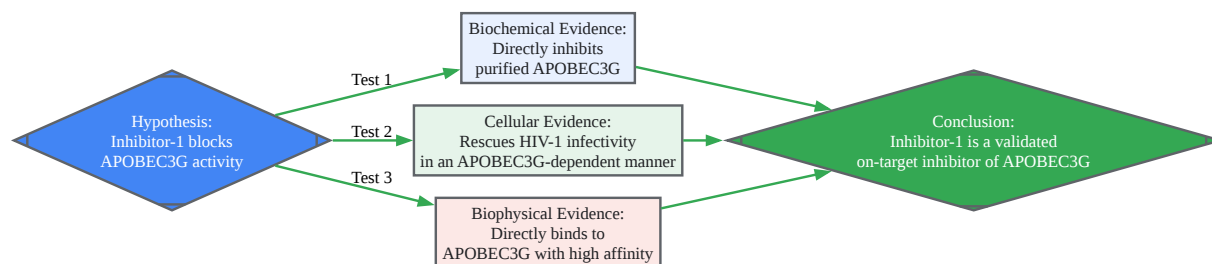 Hypothesis:
Inhibitor-1 blocks
APOBEC3G activity
Test 1
Test 2
Test 3
Biochemical Evidence:
Directly inhibits
purified APOBEC3G
Cellular Evidence:
Rescues HIV-1 infectivity
in an APOBEC3G-dependent manner
Biophysical Evidence:
Directly binds to
APOBEC3G with high affinity
Conclusion:
Inhibitor-1 is a validated
on-target inhibitor of APOBEC3G